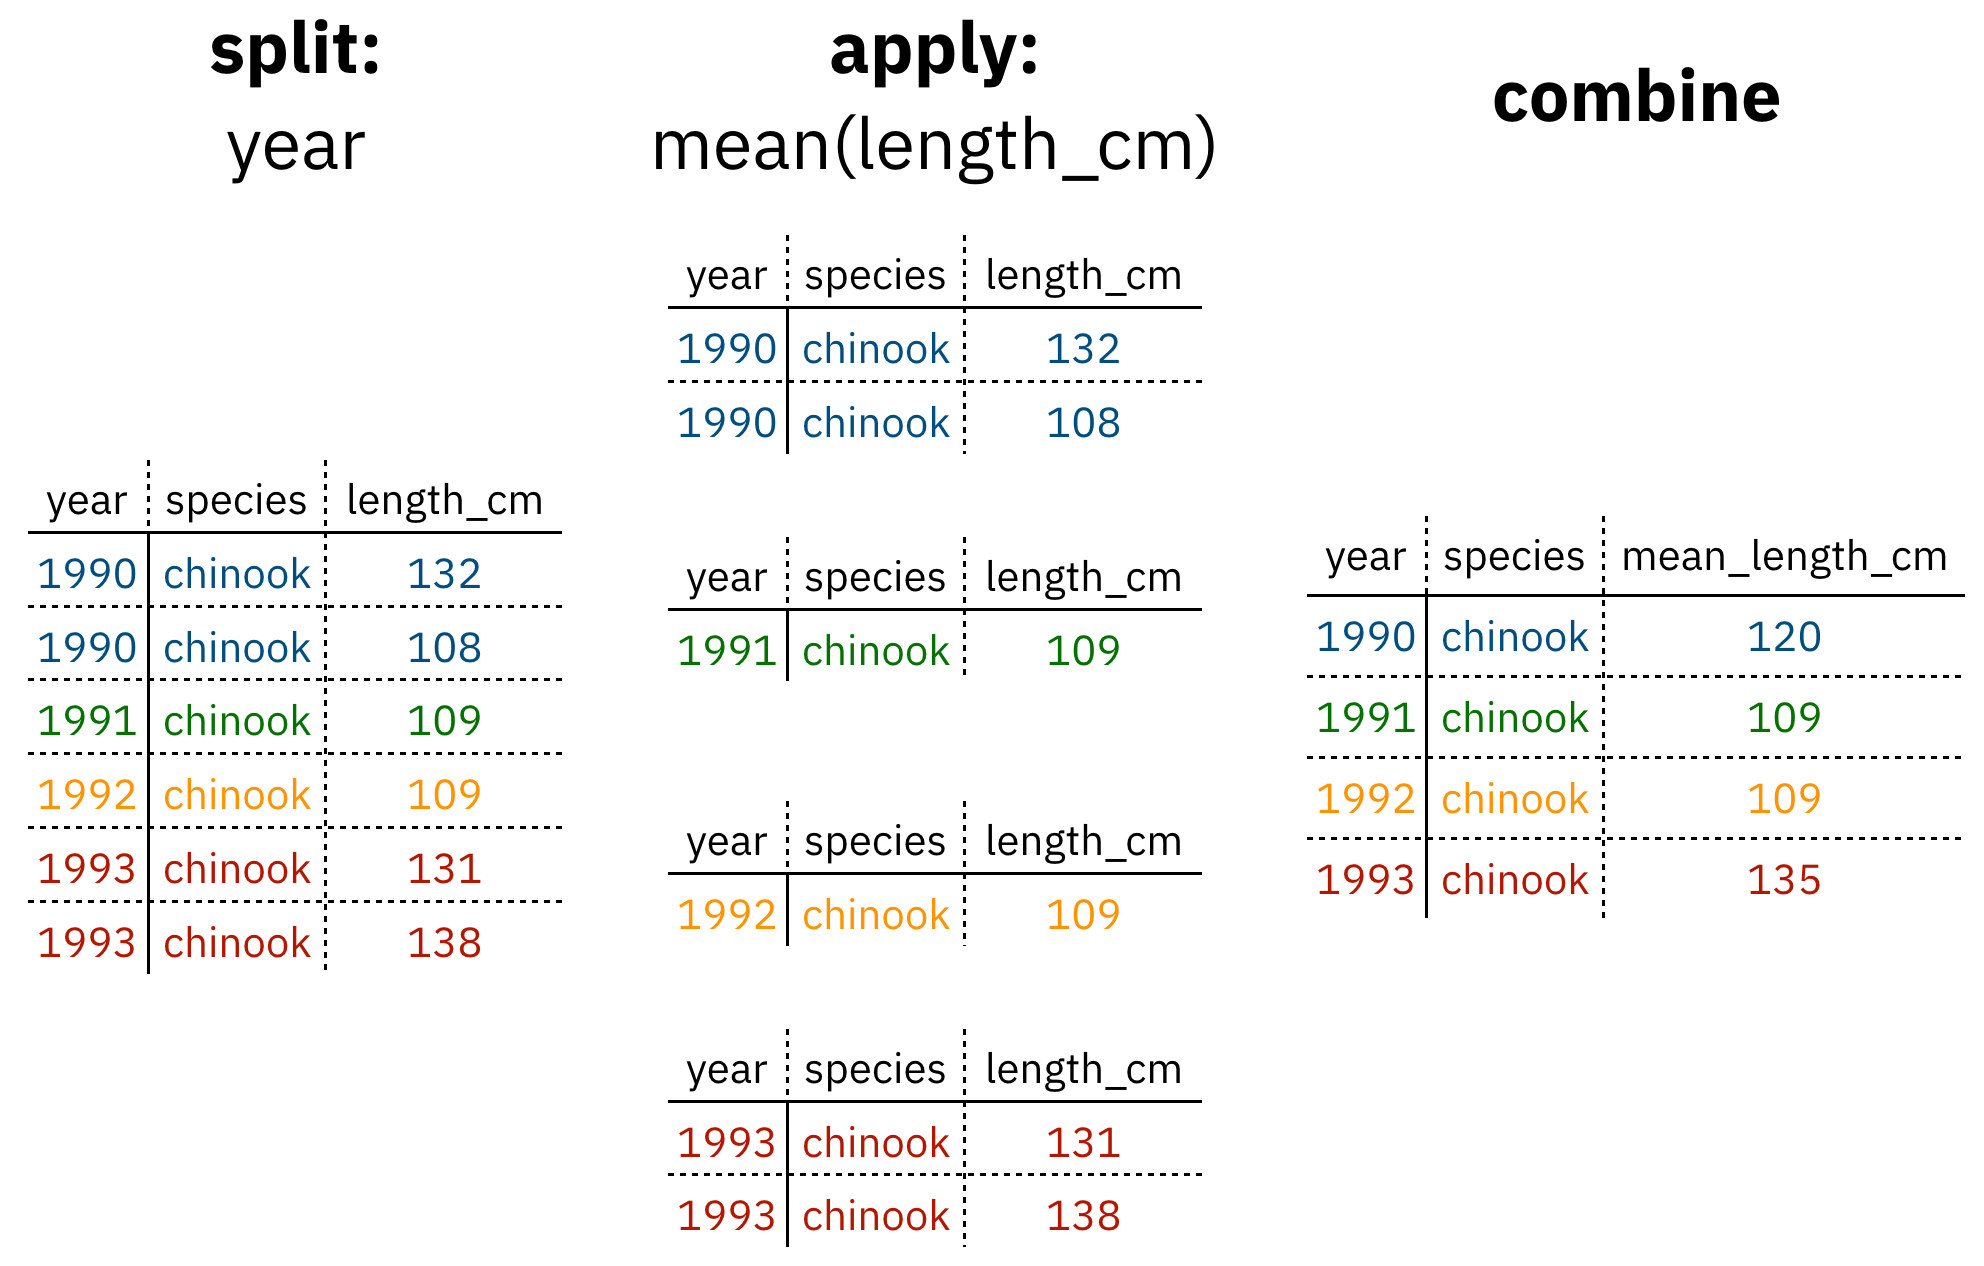 split:
year
year species length_cm
1990 chinook 132
1990 chinook 108
1991 chinook 109
1992 chinook 109
1993 chinook 131
1993 chinook 138
apply:
mean(length_cm)
year species length_cm
1990 chinook 132
1990 chinook 108
year species length_cm
1991 chinook 109
year species length_cm
1992 chinook 109
year species length_cm
1993 chinook 131
1993 chinook 138
combine
year species mean_length_cm
1990 chinook 120
1991 chinook 109
1992 chinook 109
1993 chinook 135